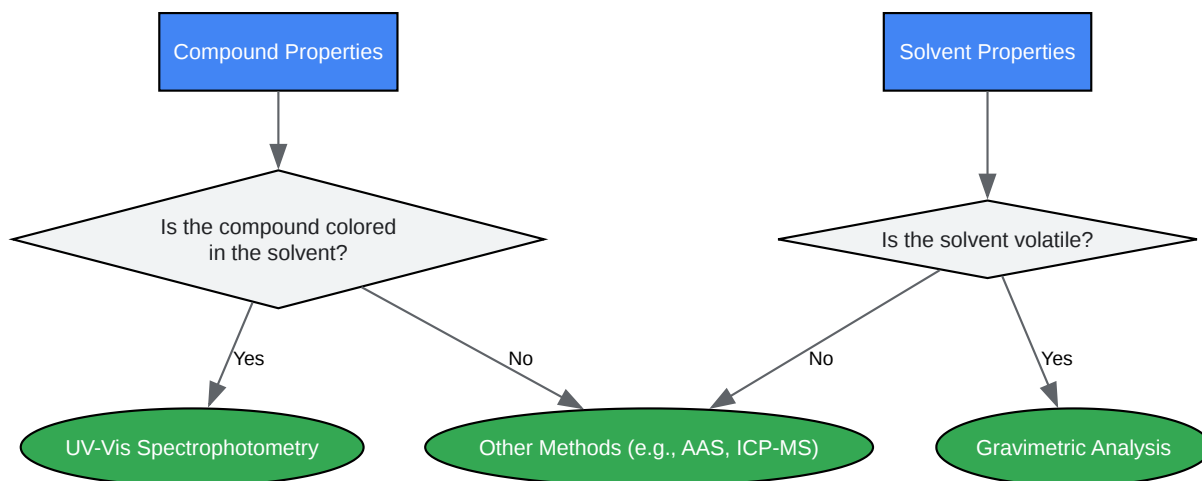 Compound Properties
Solvent Properties
Is the compound colored
in the solvent?
Is the solvent volatile?
Yes
No
No
Yes
UV-Vis Spectrophotometry
Other Methods (e.g., AAS, ICP-MS)
Gravimetric Analysis